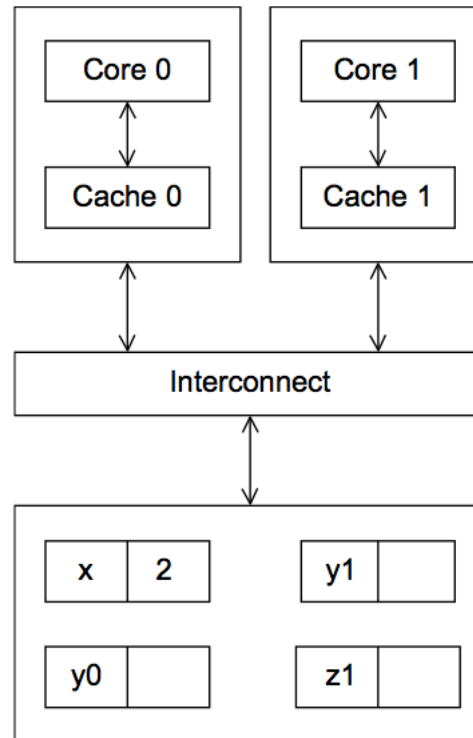 Core 0
Core 1
Cache 0
Cache 1
Interconnect
x 2
y1
y0
z1